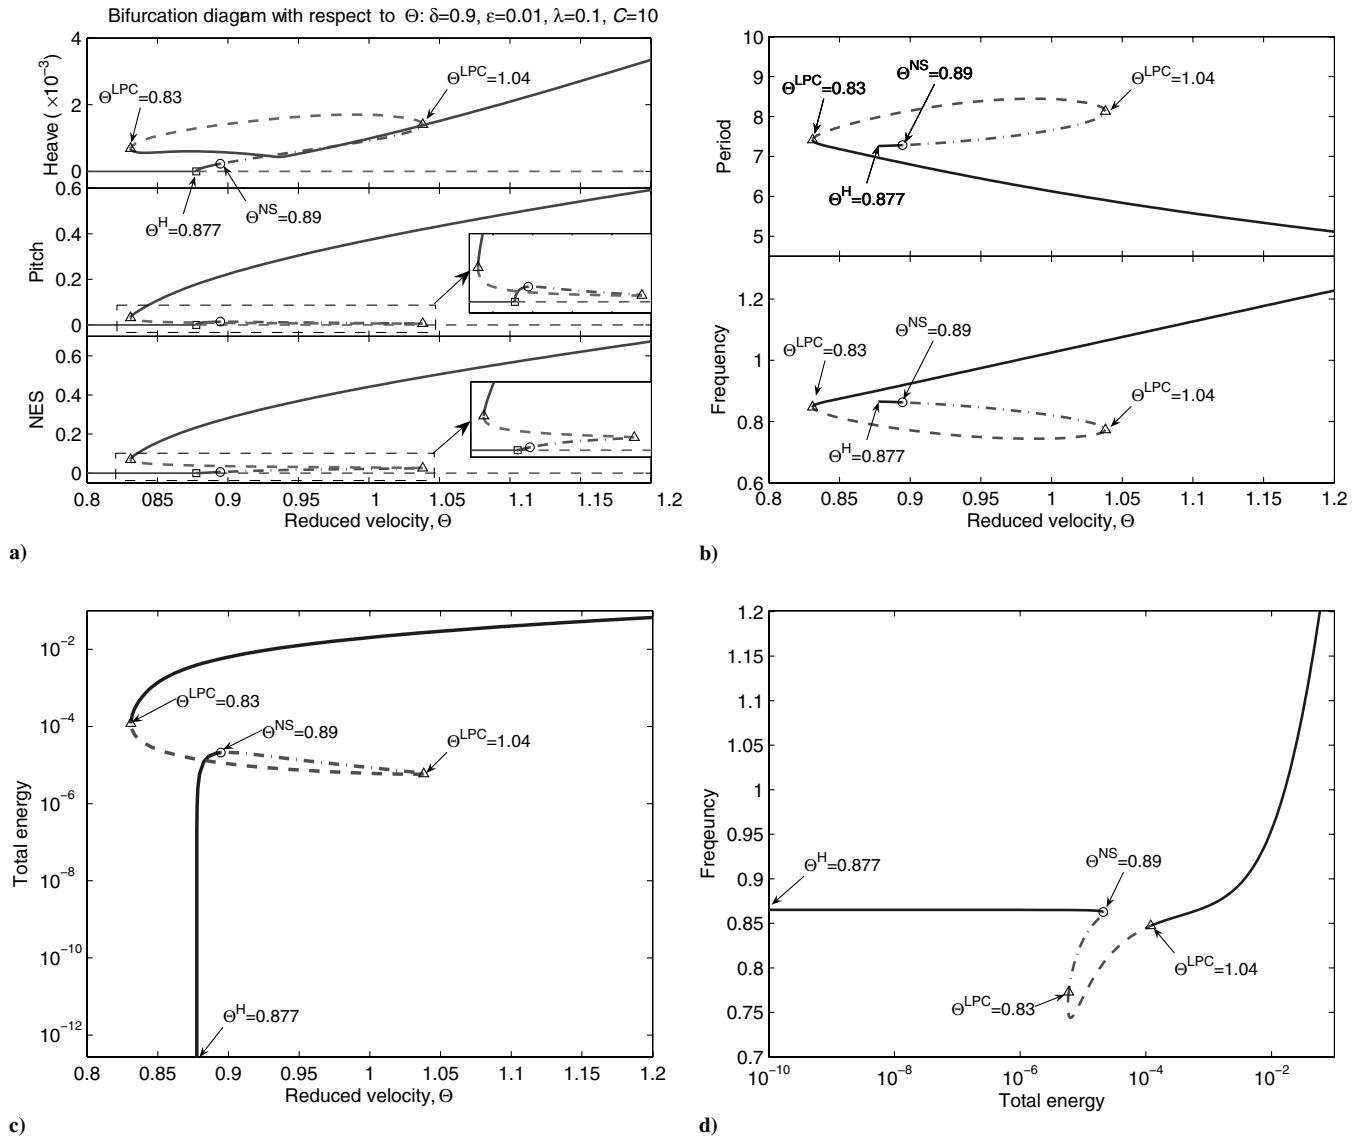 Bifurcation diagram with respect to Θ: δ=0.9, ε=0.01, λ=0.1, C=10
4
2
0
Heave (×10⁻³)
Θ^LPC=0.83
Θ^LPC=1.04
Θ^H=0.877
Θ^NS=0.89
0.6
0.4
0.2
0
Pitch
0.6
0.4
0.2
0
NES
0.8 0.85 0.9 0.95 1 1.05 1.1 1.15 1.2
Reduced velocity, Θ
a)
10
9
8
7
6
5
Period
Θ^LPC=0.83
Θ^NS=0.89
Θ^LPC=1.04
Θ^H=0.877
1.2
1
0.8
0.6
Frequency
Θ^LPC=0.83
Θ^NS=0.89
Θ^LPC=1.04
Θ^H=0.877
0.8 0.85 0.9 0.95 1 1.05 1.1 1.15 1.2
Reduced velocity, Θ
b)
10⁻²
10⁻⁴
10⁻⁶
10⁻⁸
10⁻¹⁰
10⁻¹²
Total energy
Θ^LPC=0.83
Θ^NS=0.89
Θ^LPC=1.04
Θ^H=0.877
0.8 0.85 0.9 0.95 1 1.05 1.1 1.15 1.2
Reduced velocity, Θ
c)
1.2
1.15
1.1
1.05
1
0.95
0.9
0.85
0.8
0.75
0.7
Freqeuncy
Θ^H=0.877
Θ^NS=0.89
Θ^LPC=1.04
Θ^LPC=0.83
10⁻¹⁰ 10⁻⁸ 10⁻⁶ 10⁻⁴ 10⁻²
Total energy
d)